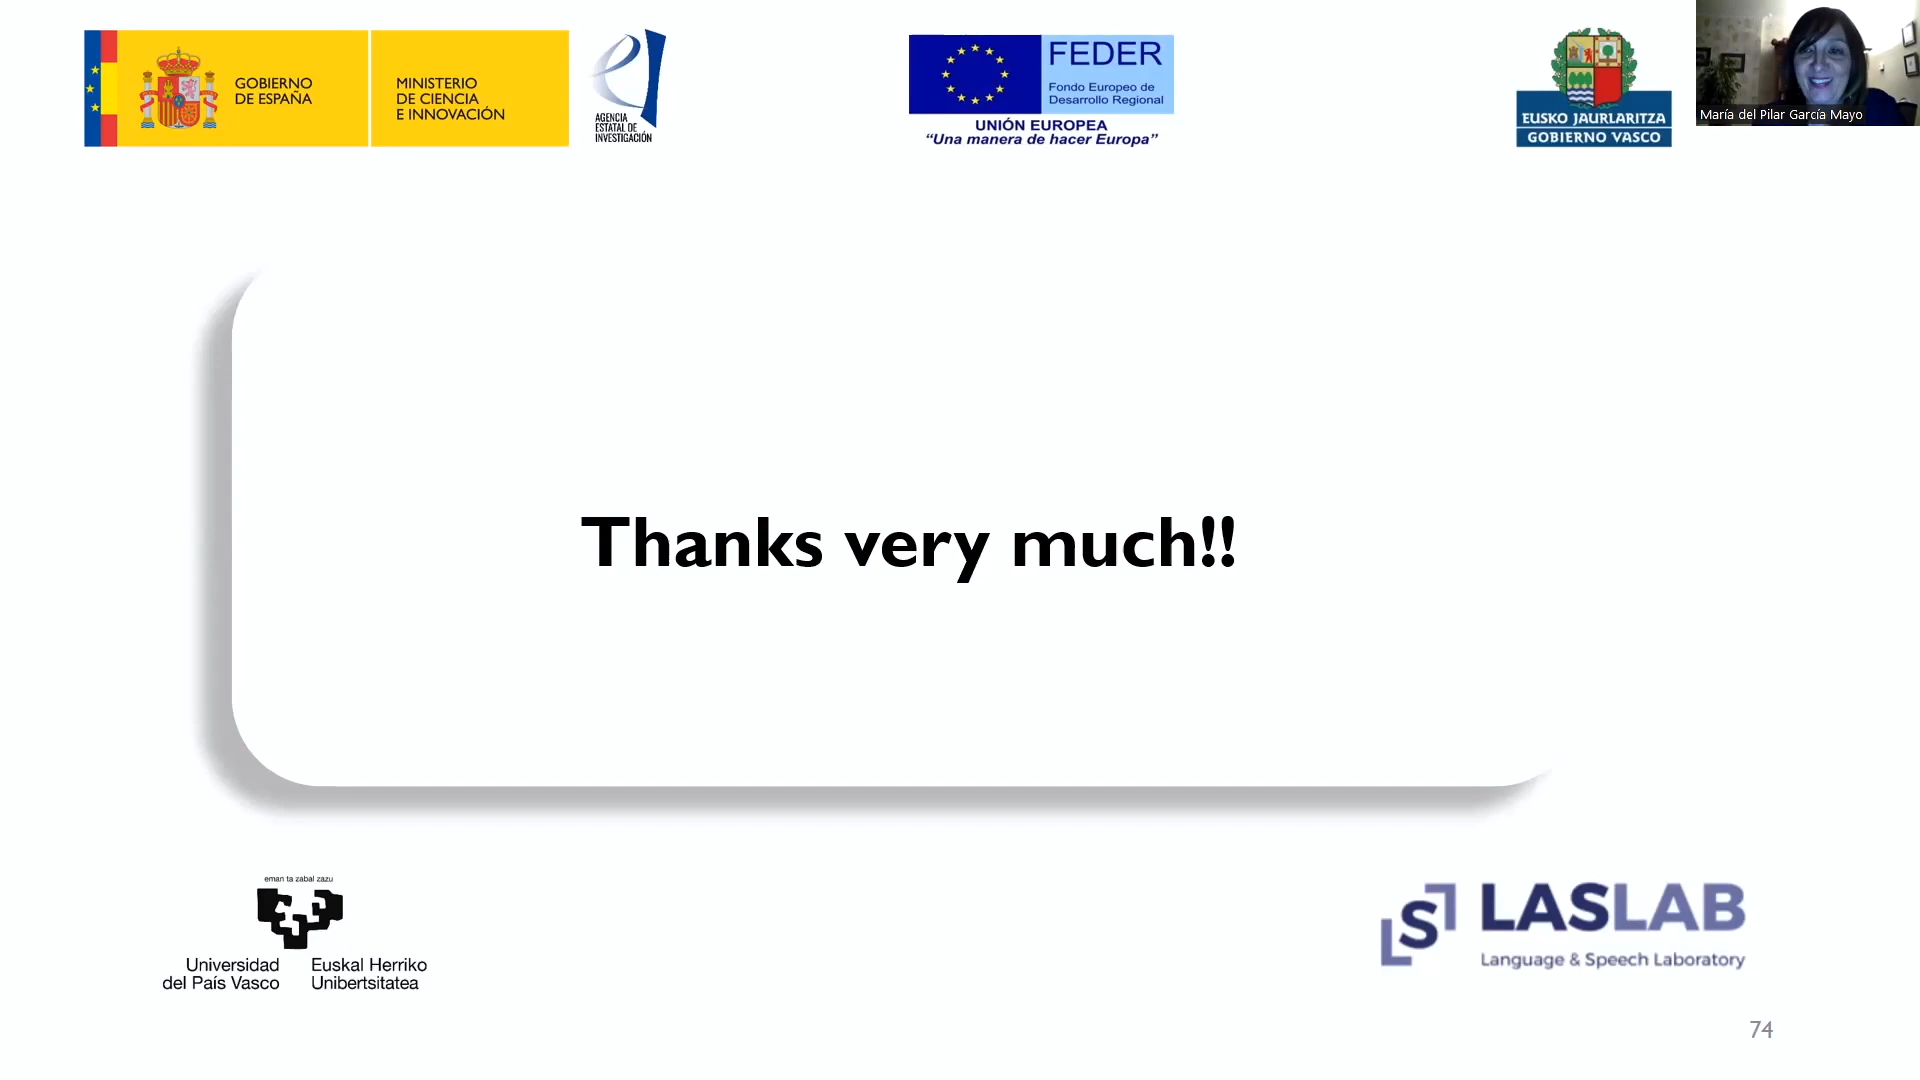 GOBIERNO
DE ESPAÑA
MINISTERIO
DE CIENCIA
E INNOVACIÓN
AGENCIA
ESTATAL DE
INVESTIGACIÓN
FEDER
Fondo Europeo de
Desarrollo Regional
UNIÓN EUROPEA
“Una manera de hacer Europa”
EUSKO JAURLARITZA
GOBIERNO VASCO
María del Pilar García Mayo
Thanks very much!!
eman ta zabal zazu
Universidad
del País Vasco
Euskal Herriko
Unibertsitatea
LS
LASLAB
Language & Speech Laboratory
74